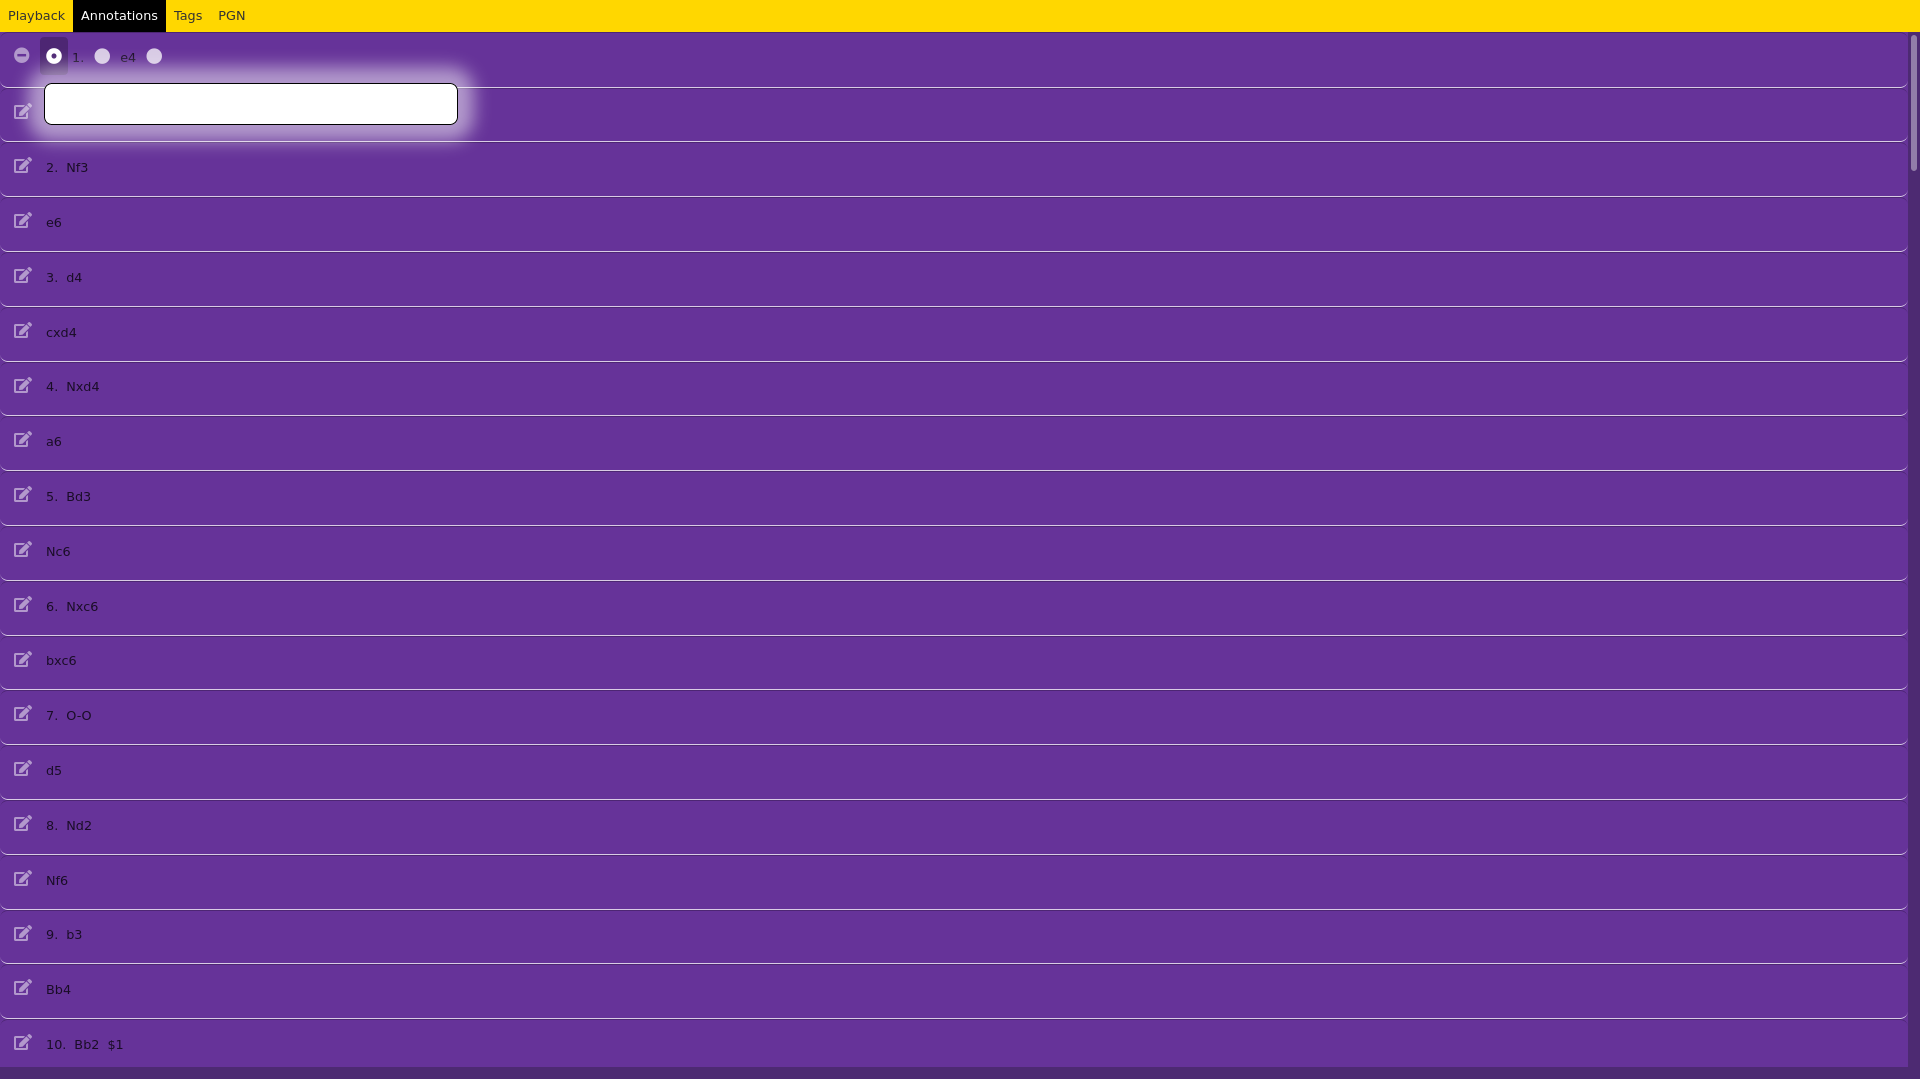 Playback Annotations Tags PGN
1. e4
2. Nf3
e6
3. d4
cxd4
4. Nxd4
a6
5. Bd3
Nc6
6. Nxc6
bxc6
7. O-O
d5
8. Nd2
Nf6
9. b3
Bb4
10. Bb2 $1